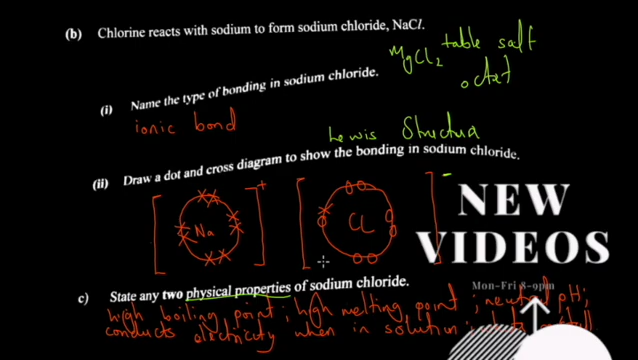 (b) Chlorine reacts with sodium to form sodium chloride, NaCl.
MgCl2 table salt
octet
(i) Name the type of bonding in sodium chloride.
ionic bond
Lewis Structura
(ii) Draw a dot and cross diagram to show the bonding in sodium chloride.
Na +
CL -
NEW
VIDEOS
Mon-Fri 8-9pm
c) State any two physical properties of sodium chloride.
high boiling point; high melting point; neutral pH;
conducts electricity when in solution;